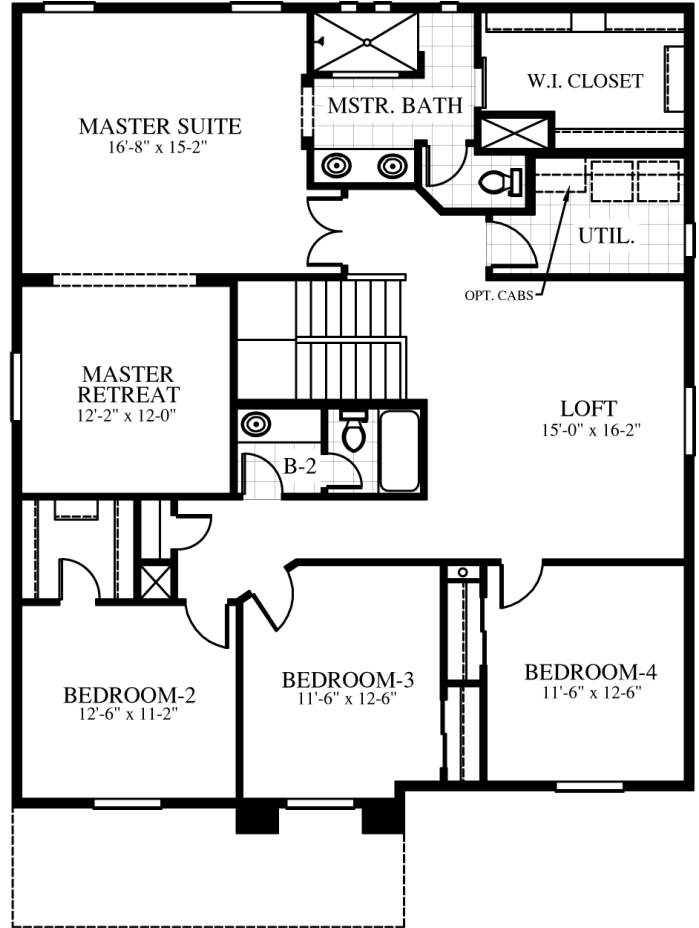 W.I. CLOSET
MSTR. BATH
MASTER SUITE
16'-8" x 15-2"
UTIL.
OPT. CABS
MASTER
RETREAT
12'-2" x 12-0"
LOFT
15'-0" x 16-2"
B-2
BEDROOM-2
12'-6" x 11-2"
BEDROOM-3
11'-6" x 12-6"
BEDROOM-4
11'-6" x 12-6"